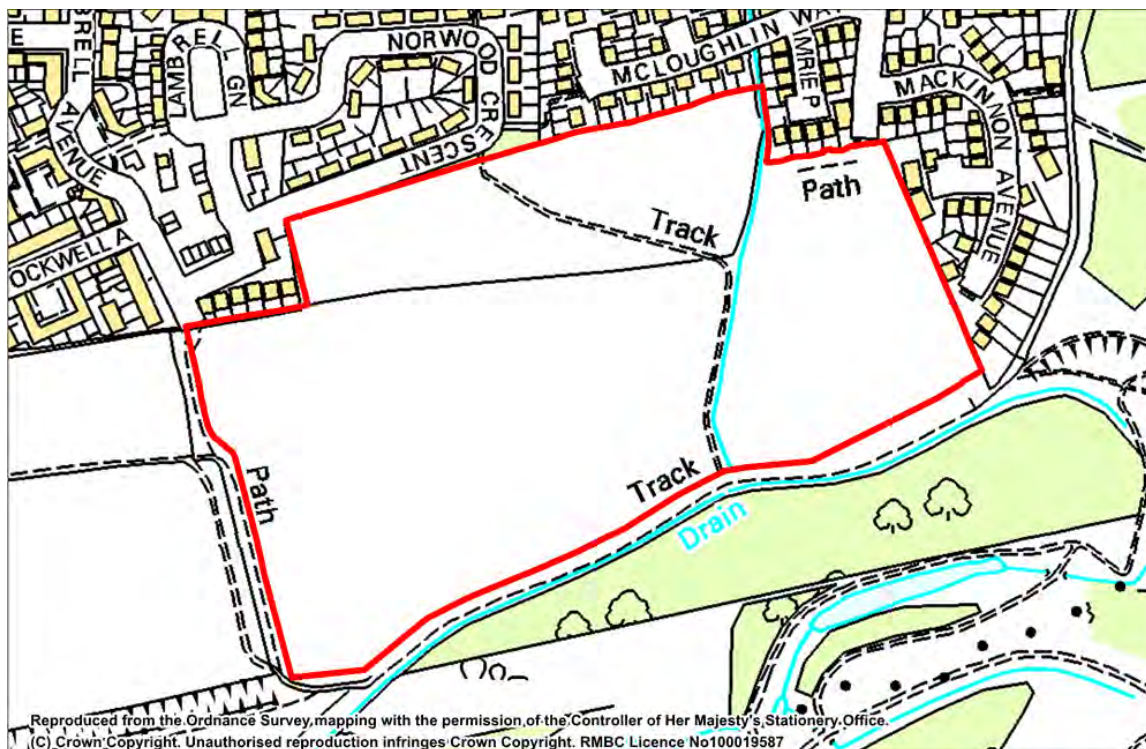 E
BRELL
AVENUE
LAMBRELL GN
NORWOOD CRESCENT
MCLOUGHLIN WAY
MACKINNON AVENUE
OCKWELL A
Path
Track
Path
Track
Drain
Reproduced from the Ordnance Survey mapping with the permission of the Controller of Her Majesty's Stationery Office.
(C) Crown Copyright. Unauthorised reproduction infringes Crown Copyright. RMBC Licence No100019587